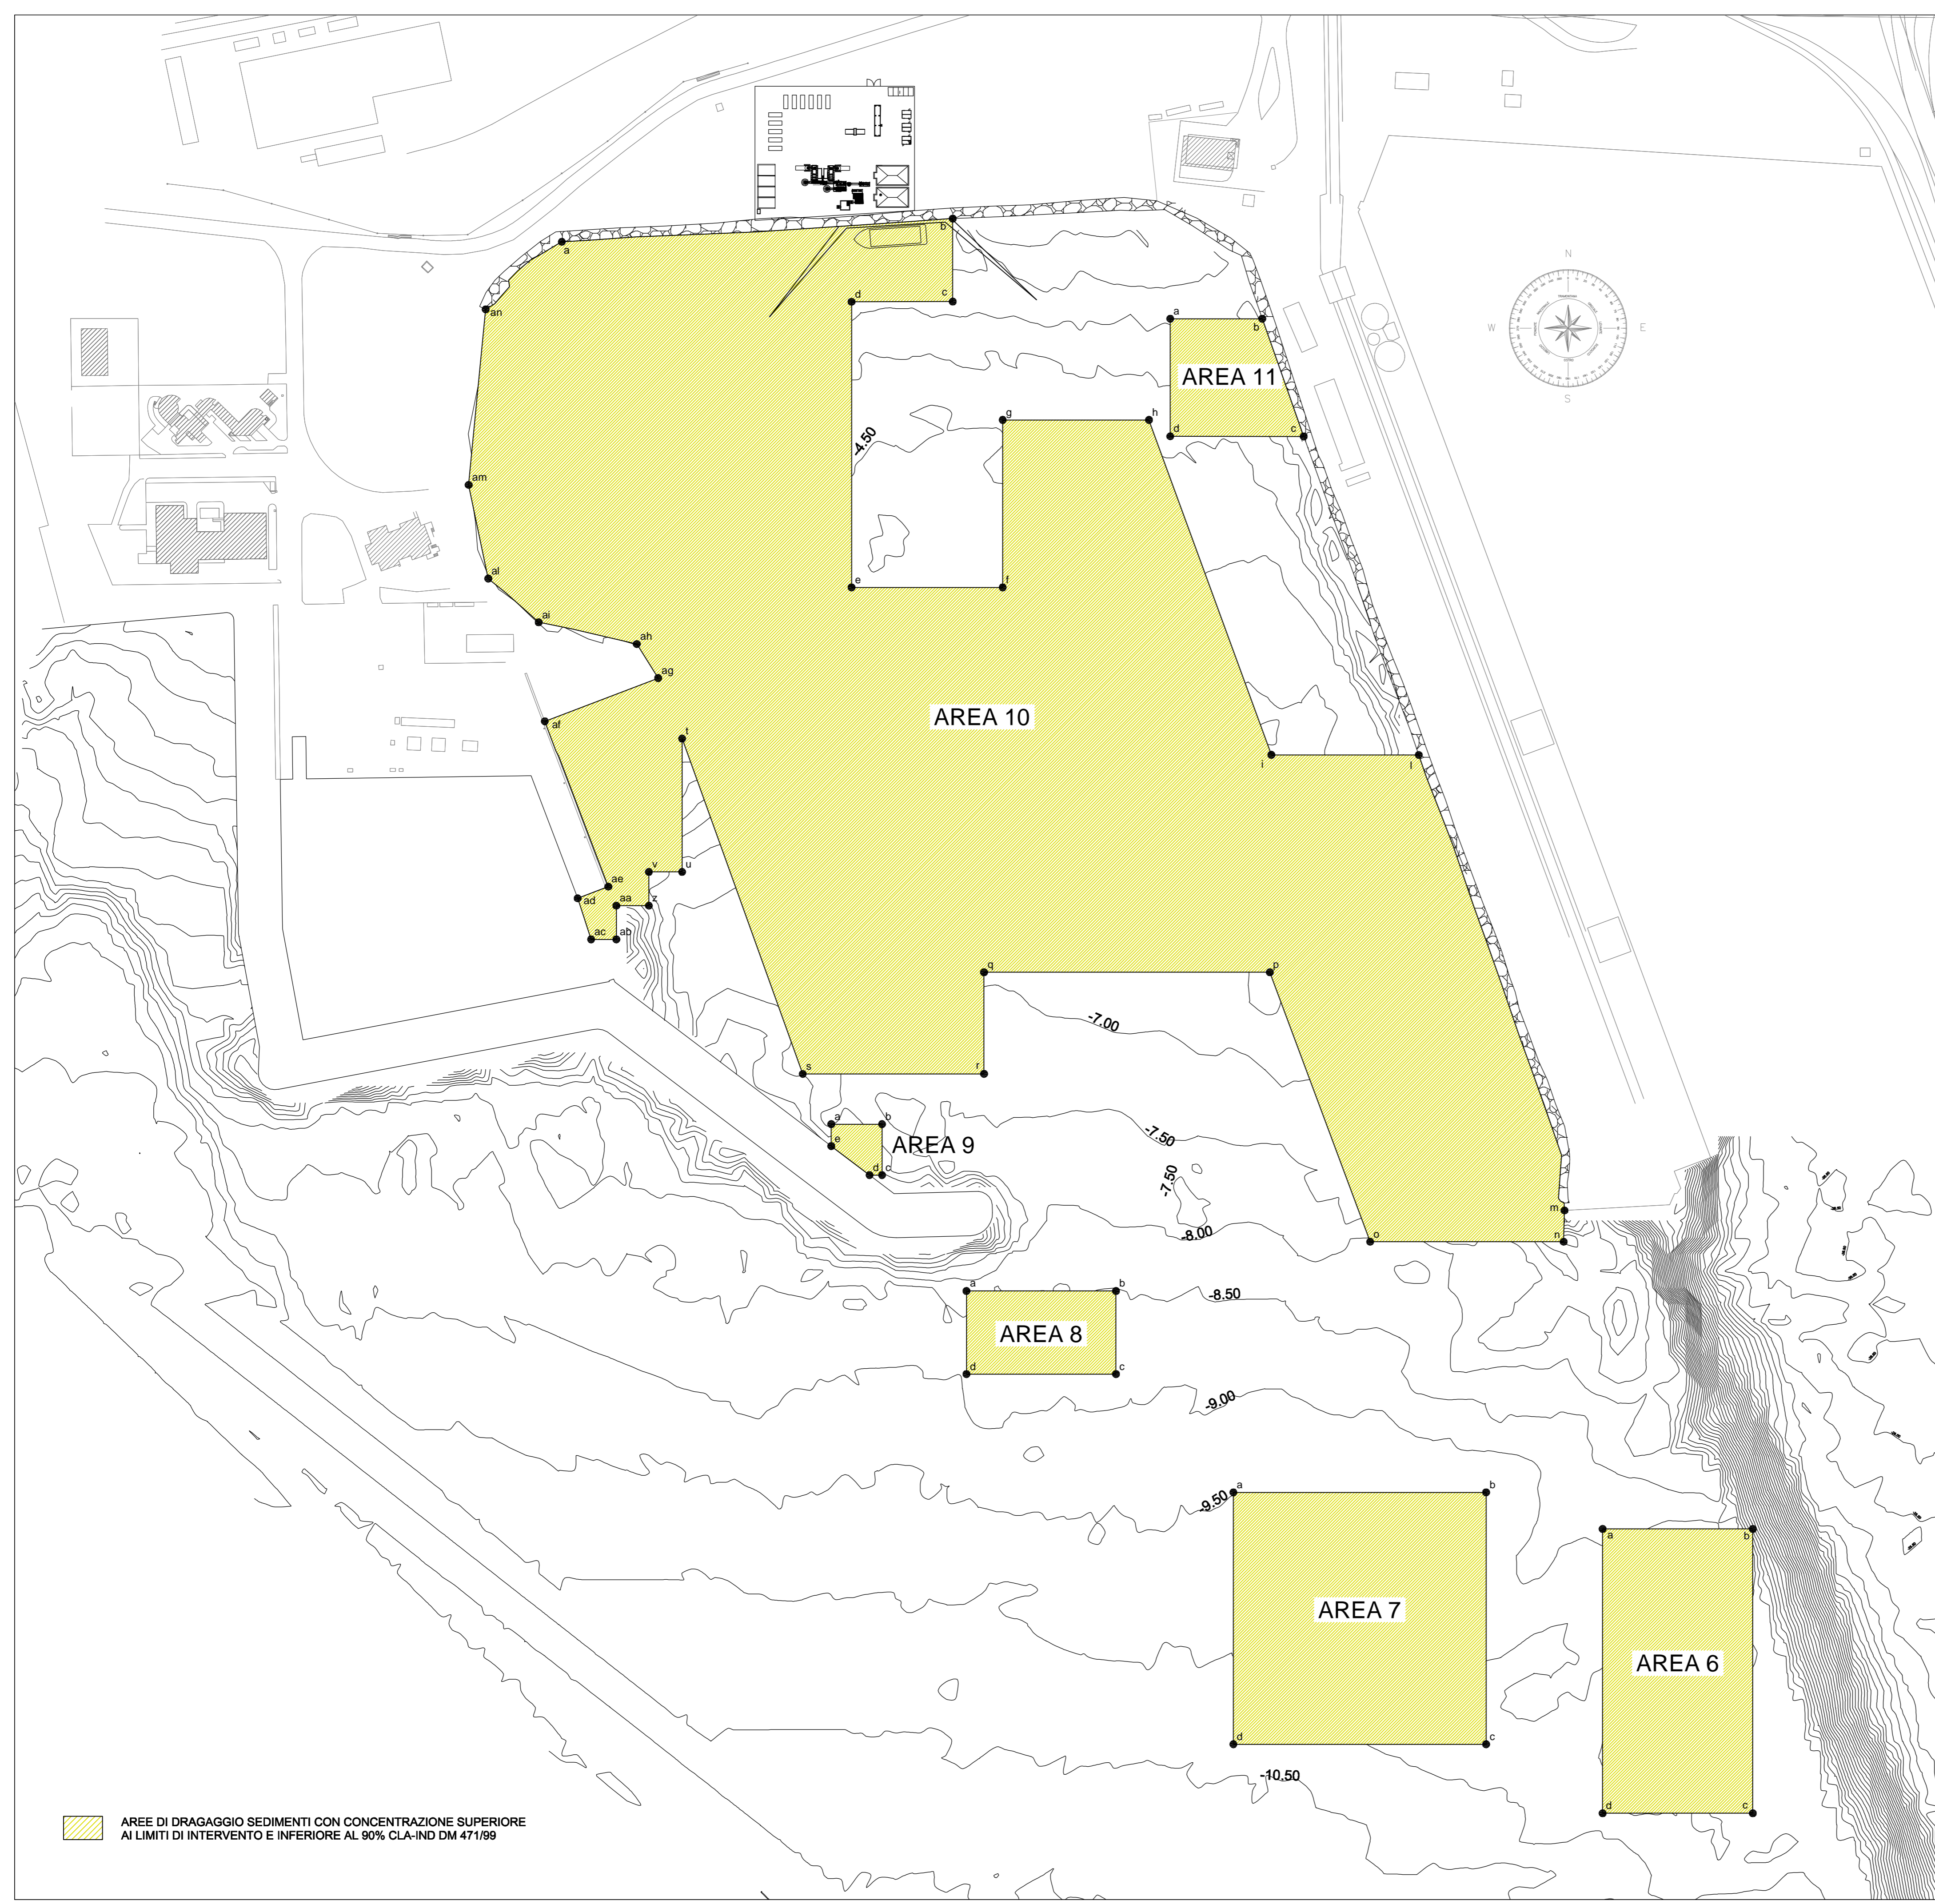 a
b
c
d
an
a
b
AREA 11
d
c
N
W
E
S
g
h
-4.50
am
al
e
f
ai
ah
ag
af
t
AREA 10
i
l
v
u
ae
ad
aa
z
ac
ab
q
p
-7.00
s
r
a
b
e
AREA 9
d
c
-7.50
-7.50
-8.00
m
o
n
a
b
-8.50
AREA 8
d
c
-9.00
-9.50
a
b
a
b
AREA 7
AREA 6
d
c
-10.50
d
c
AREE DI DRAGAGGIO SEDIMENTI CON CONCENTRAZIONE SUPERIORE
AI LIMITI DI INTERVENTO E INFERIORE AL 90% CLA-IND DM 471/99